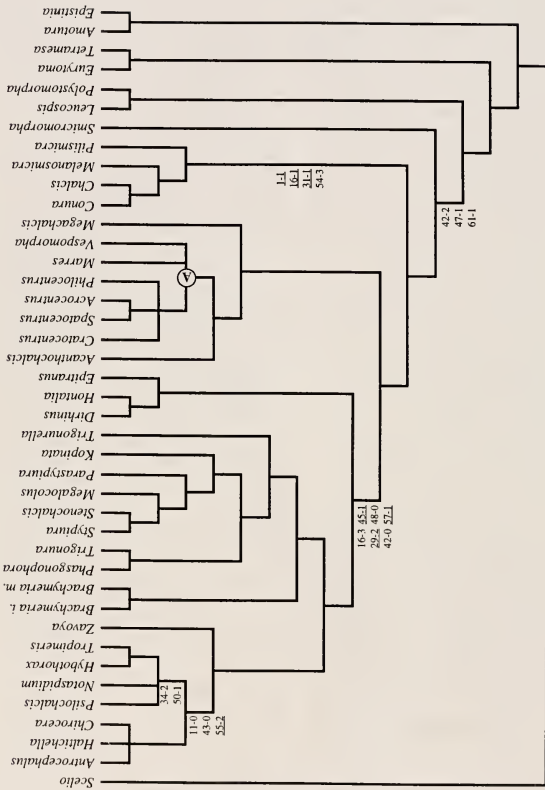 Epistinia
Anotura
Tetramesa
Eurytoma
Polystomorpha
Leucospis
Smicromorpha
Pilismicra
Melanosmicra
Chalcis
Conura
Megachalcis
Vespomorpha
Marres
Philocentrus
Acrocentrus
Spatocentrus
Cratocentrus
Acanthochalcis
Epitranus
Hontalia
Dirhinus
Trigonurella
Kopinata
Parastypiura
Megalocolus
Stenochalcis
Stypiura
Trigonura
Phasgonophora
Brachymeria m.
Brachymeria i.
Zavoya
Tropimeris
Hybothorax
Notaspidium
Psilochalcis
Chirocera
Haltichella
Antrocephalus
Scelio
1-1
16-1
31-1
54-3
42-2
47-1
61-1
A
16-3 45-1
29-2 48-0
42-0 57-1
34-2
50-1
11-0
43-0
55-2